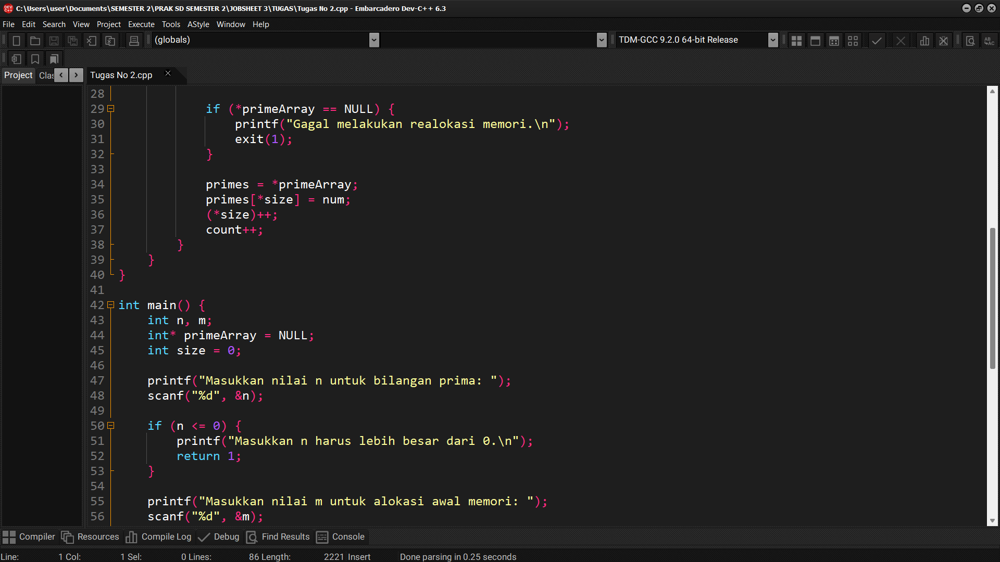 C:\Users\user\Documents\SEMESTER 2\PRAK SD SEMESTER 2\JOBSHEET 3\TUGAS\Tugas No 2.cpp - Embarcadero Dev-C++ 6.3
File Edit Search View Project Execute Tools AStyle Window Help
(globals) TDM-GCC 9.2.0 64-bit Release
Project Clas Tugas No 2.cpp
28
29 if (*primeArray == NULL) {
30 printf("Gagal melakukan realokasi memori.\n");
31 exit(1);
32 }
33
34 primes = *primeArray;
35 primes[*size] = num;
36 (*size)++;
37 count++;
38 }
39 }
40 }
41
42 int main() {
43 int n, m;
44 int* primeArray = NULL;
45 int size = 0;
46
47 printf("Masukkan nilai n untuk bilangan prima: ");
48 scanf("%d", &n);
49
50 if (n <= 0) {
51 printf("Masukkan n harus lebih besar dari 0.\n");
52 return 1;
53 }
54
55 printf("Masukkan nilai m untuk alokasi awal memori: ");
56 scanf("%d", &m);
Compiler Resources Compile Log Debug Find Results Console
Line: 1 Col: 1 Sel: 0 Lines: 86 Length: 2221 Insert Done parsing in 0.25 seconds